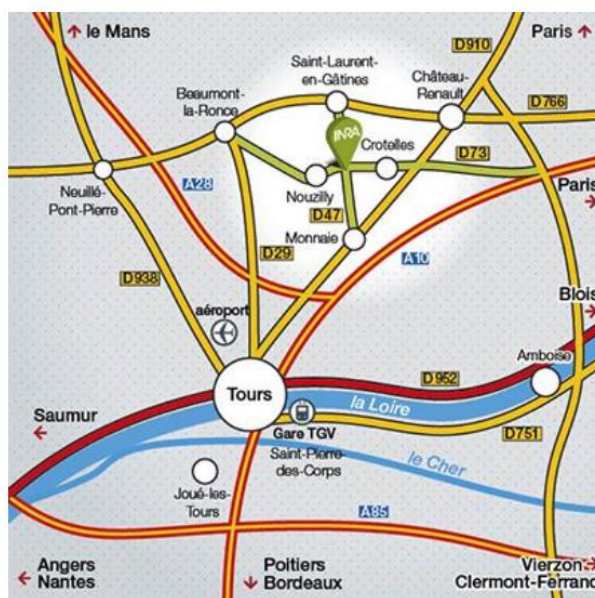 le Mans
D910
Paris
Saint-Laurent-
en-Gâtines
Château-
Renault
Beaumont-
la-Ronce
D766
INRA
Crotelles
D73
Neuillé-
Pont-Pierre
A28
Nouzilly
Paris
D47
Monnaie
D29
A10
D938
Blois
aéroport
Amboise
Tours
D952
la Loire
Saumur
Gare TGV
D751
Saint-Pierre-
des-Corps
le Cher
Joué-les-
Tours
A85
Angers
Nantes
Poitiers
Bordeaux
Vierzon
Clermont-Ferrand